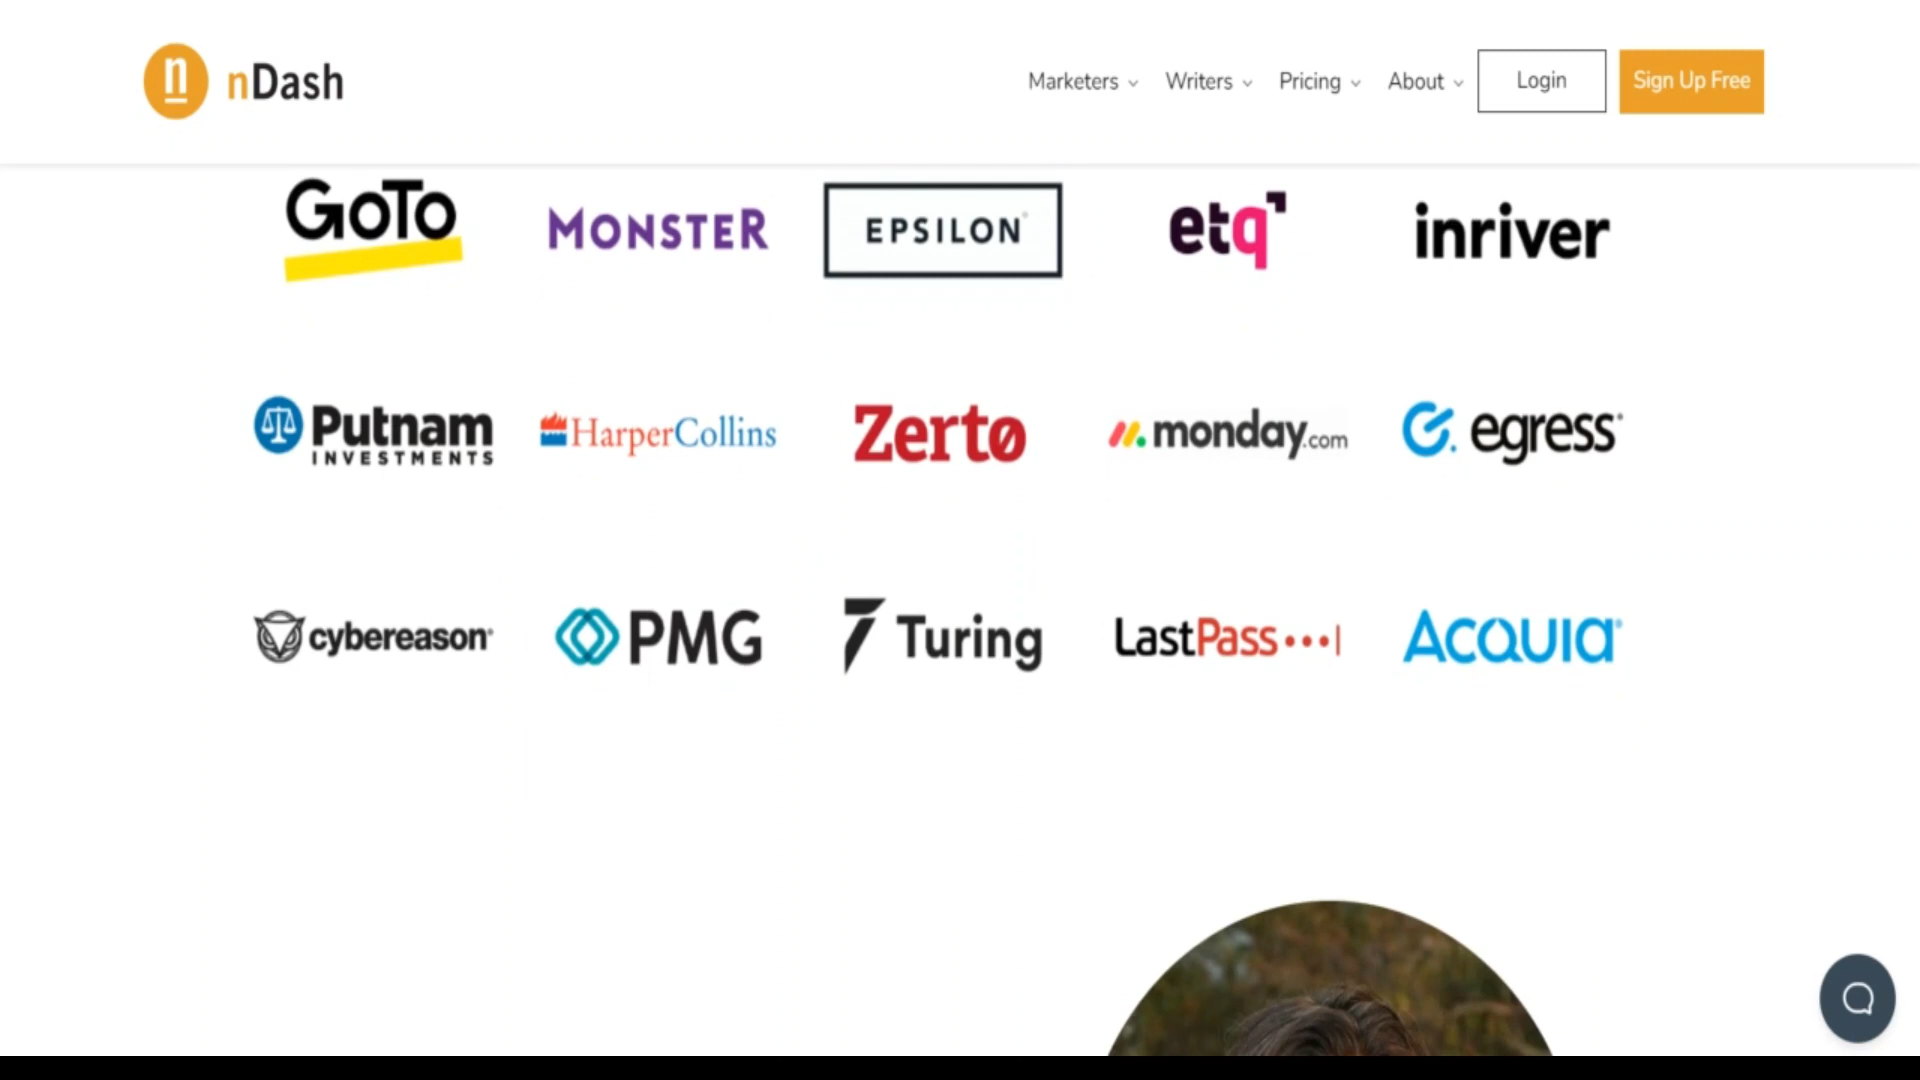 n nDash Marketers Writers Pricing About Login Sign Up Free
GoTo MONSTER EPSILON® etq inriver
Putnam INVESTMENTS HarperCollins Zerto monday.com egress®
cybereason® PMG Turing LastPass•••| ACQUIA®